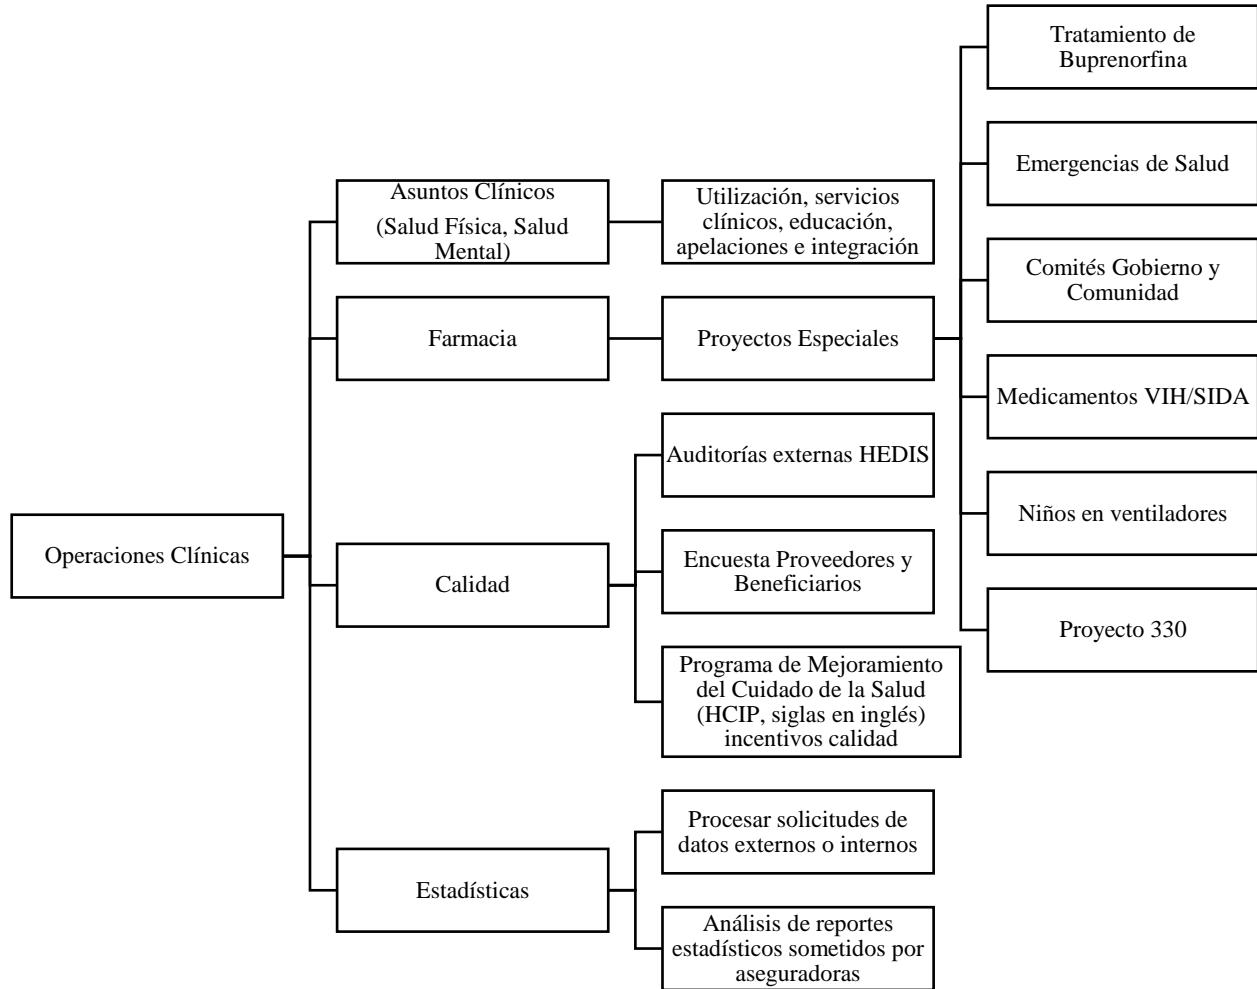 Operaciones Clínicas
Asuntos Clínicos
(Salud Física, Salud
Mental)
Utilización, servicios
clínicos, educación,
apelaciones e integración
Farmacia
Proyectos Especiales
Tratamiento de
Buprenorfina
Emergencias de Salud
Comités Gobierno y
Comunidad
Medicamentos VIH/SIDA
Niños en ventiladores
Proyecto 330
Calidad
Auditorías externas HEDIS
Encuesta Proveedores y
Beneficiarios
Programa de Mejoramiento
del Cuidado de la Salud
(HCIP, siglas en inglés)
incentivos calidad
Estadísticas
Procesar solicitudes de
datos externos o internos
Análisis de reportes
estadísticos sometidos por
aseguradoras